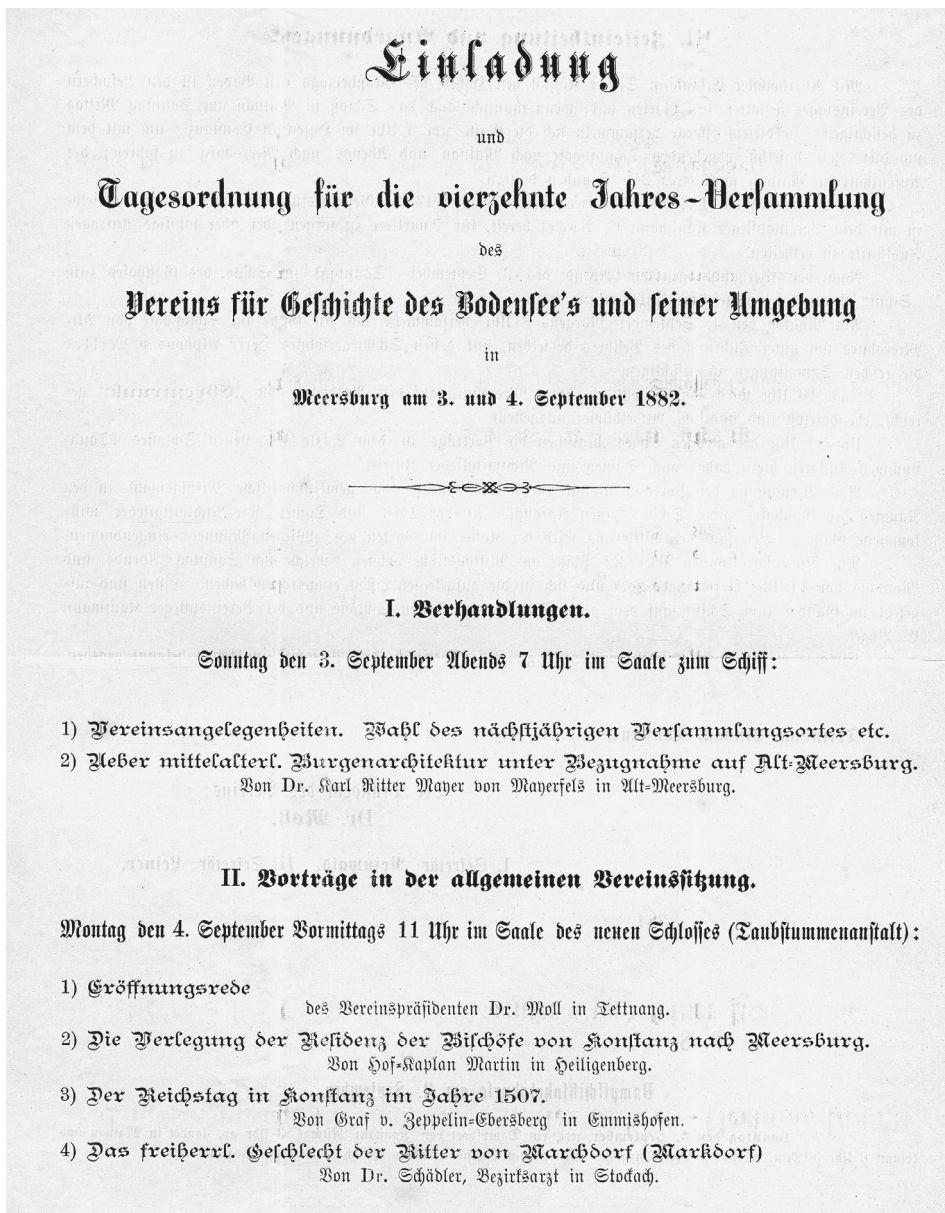 Einladung
und
Tagesordnung für die vierzehnte Jahres-Versammlung
des
Vereins für Geschichte des Bodensee's und seiner Umgebung
in
Meersburg am 3. und 4. September 1882.
I. Verhandlungen.
Sonntag den 3. September Abends 7 Uhr im Saale zum Schiff:
1) Vereinsangelegenheiten. Wahl des nächstjährigen Versammlungsortes etc.
2) Ueber mittelalterl. Burgenarchitektur unter Bezugnahme auf Alt-Meersburg.
Von Dr. Karl Ritter Mayer von Mayerfels in Alt-Meersburg.
II. Vorträge in der allgemeinen Vereinssitzung.
Montag den 4. September Vormittags 11 Uhr im Saale des neuen Schlosses (Taubstummenanstalt):
1) Eröffnungsrede
des Vereinspräsidenten Dr. Moll in Tettnang.
2) Die Verlegung der Residenz der Bischöfe von Konstanz nach Meersburg.
Von Hof-Kaplan Martin in Heiligenberg.
3) Der Reichstag in Konstanz im Jahre 1507.
Von Graf v. Zeppelin-Ebersberg in Emmishofen.
4) Das freiherrl. Geschlecht der Ritter von Marchdorf (Markdorf)
Von Dr. Schädler, Bezirksarzt in Stockach.